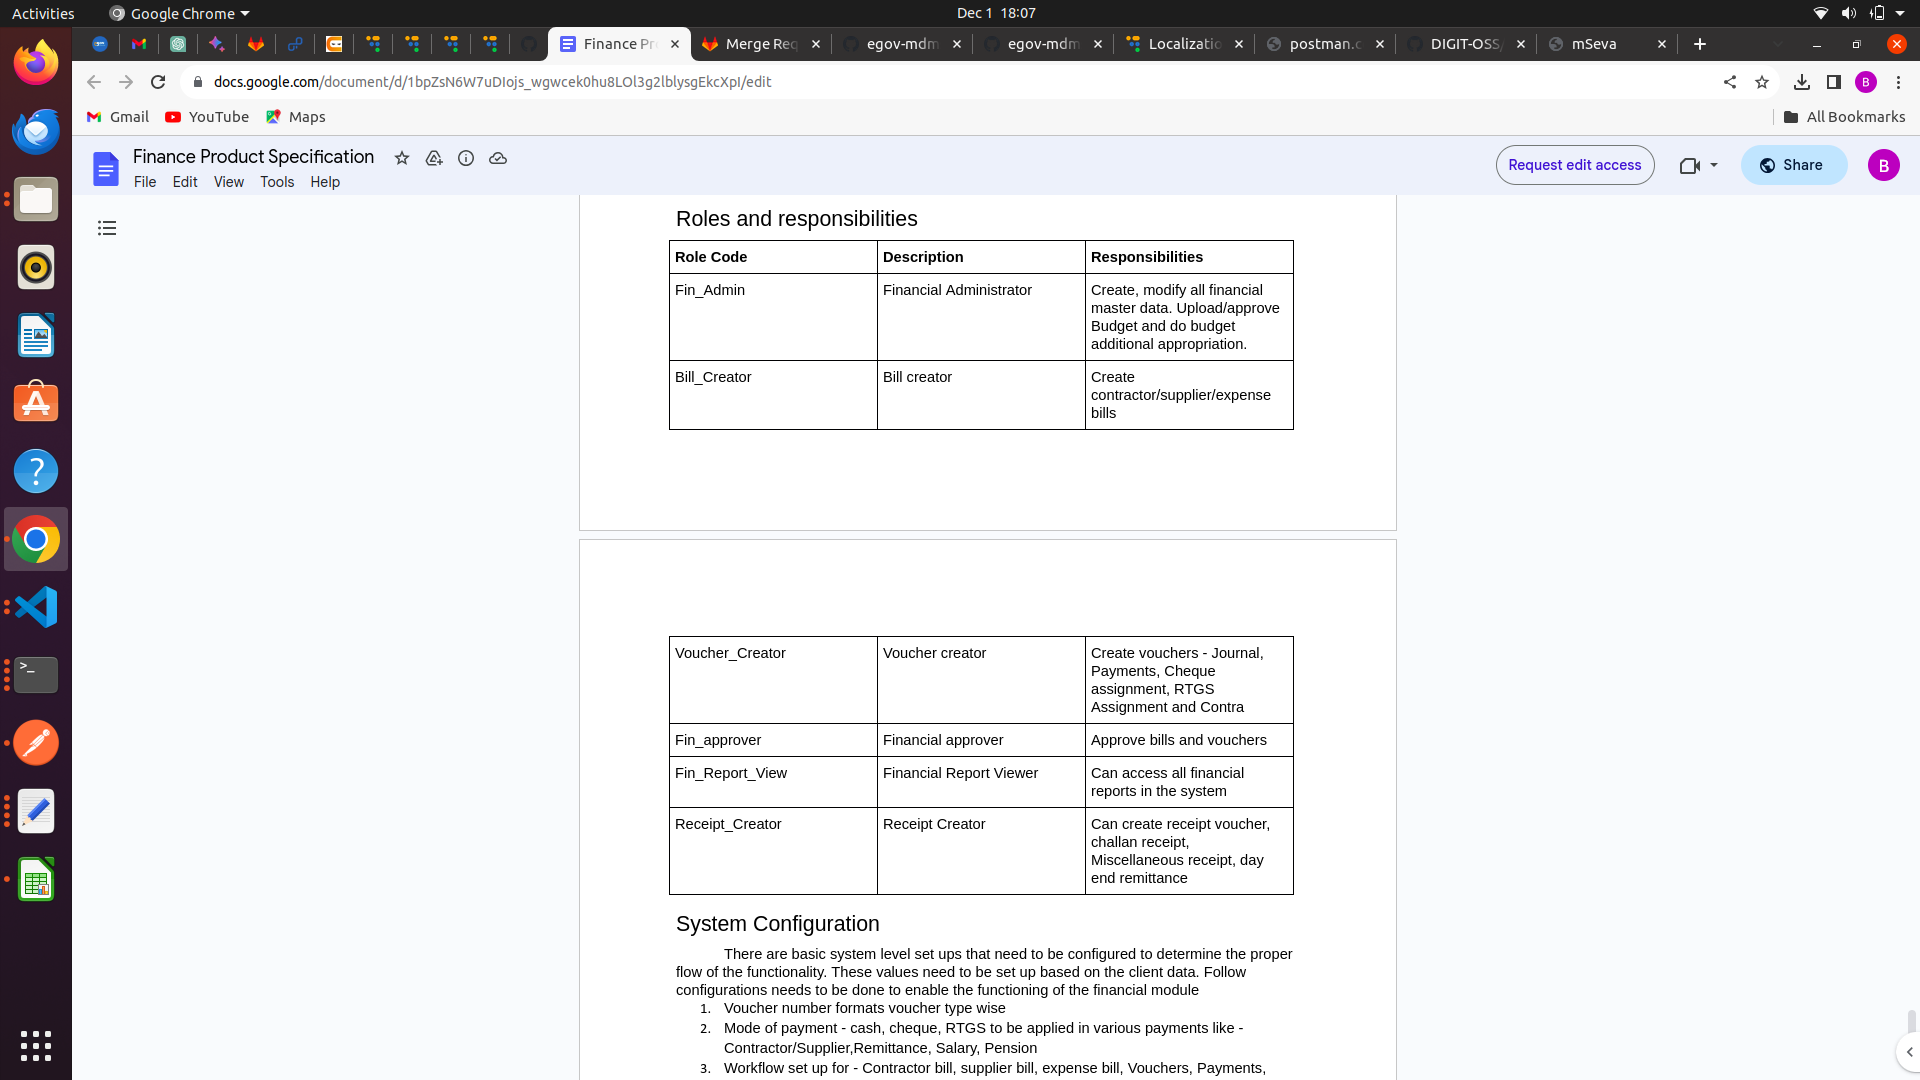 Activities
Google Chrome
Dec 1 18:07
Finance Pr
Merge Req
egov-mdm
egov-mdm
Localizatio
postman.c
DIGIT-OSS/
mSeva
docs.google.com/document/d/1bpZsN6W7uDIojs_wgwcek0hu8LOl3g2lblysgEkcXpI/edit
B
Gmail
YouTube
Maps
All Bookmarks
Finance Product Specification
File Edit View Tools Help
Request edit access
Share
B
Roles and responsibilities
Role Code
Description
Responsibilities
Fin_Admin
Financial Administrator
Create, modify all financial
master data. Upload/approve
Budget and do budget
additional appropriation.
Bill_Creator
Bill creator
Create
contractor/supplier/expense
bills
Voucher_Creator
Voucher creator
Create vouchers - Journal,
Payments, Cheque
assignment, RTGS
Assignment and Contra
Fin_approver
Financial approver
Approve bills and vouchers
Fin_Report_View
Financial Report Viewer
Can access all financial
reports in the system
Receipt_Creator
Receipt Creator
Can create receipt voucher,
challan receipt,
Miscellaneous receipt, day
end remittance
System Configuration
There are basic system level set ups that need to be configured to determine the proper
flow of the functionality. These values need to be set up based on the client data. Follow
configurations needs to be done to enable the functioning of the financial module
1. Voucher number formats voucher type wise
2. Mode of payment - cash, cheque, RTGS to be applied in various payments like -
Contractor/Supplier,Remittance, Salary, Pension
3. Workflow set up for - Contractor bill, supplier bill, expense bill, Vouchers, Payments,